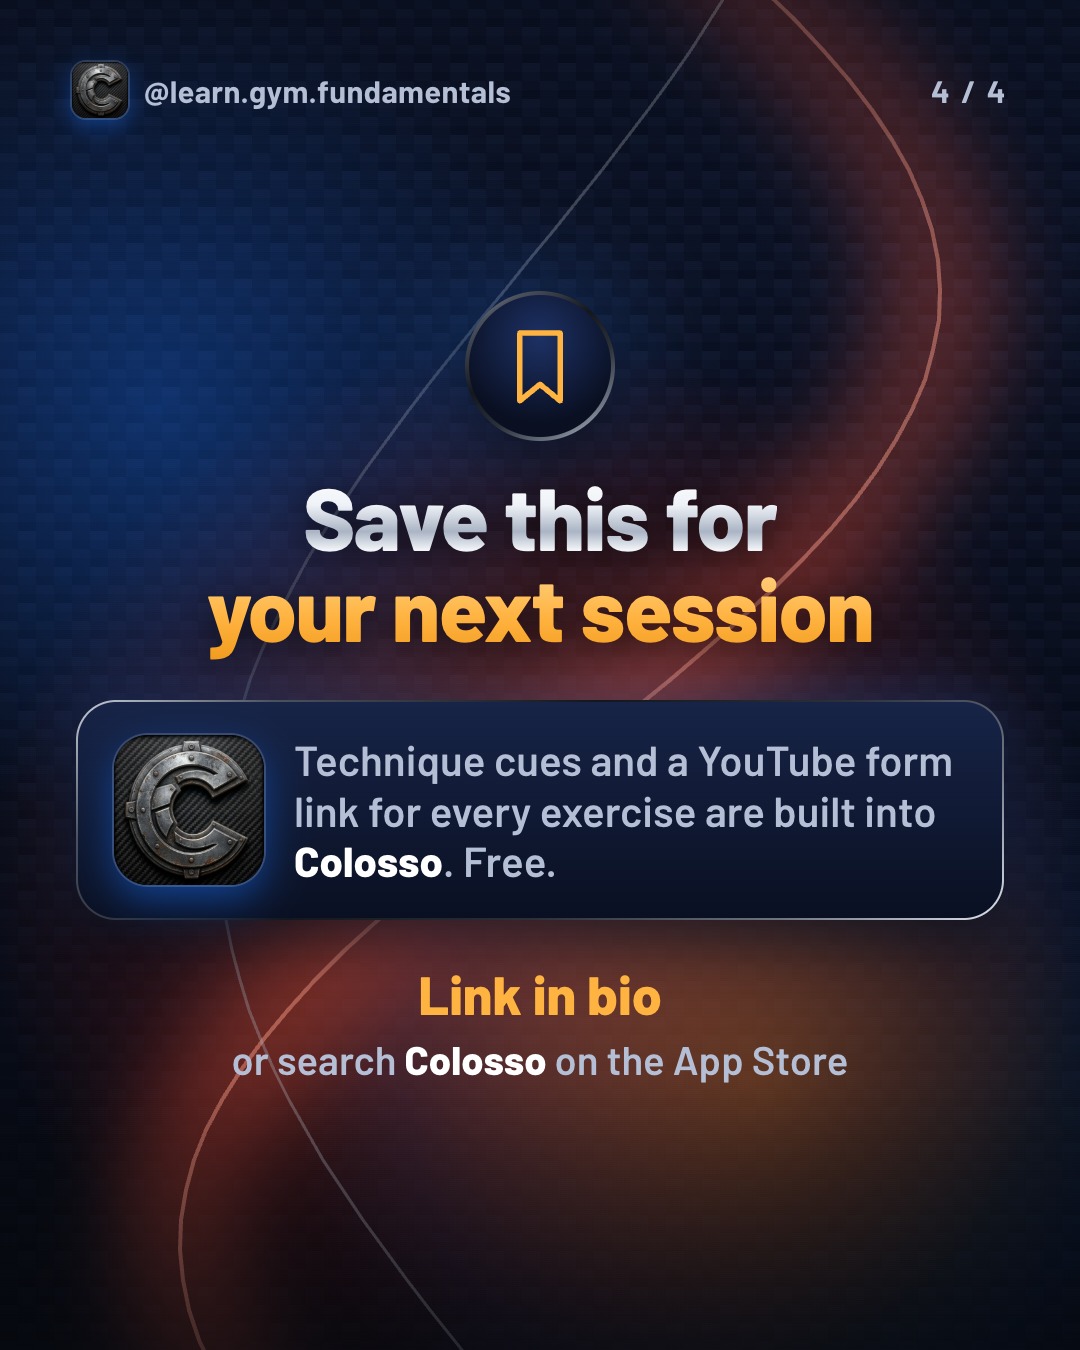 @learn.gym.fundamentals
4 / 4
Save this for
your next session
Technique cues and a YouTube form
link for every exercise are built into
Colosso. Free.
Link in bio
or search Colosso on the App Store